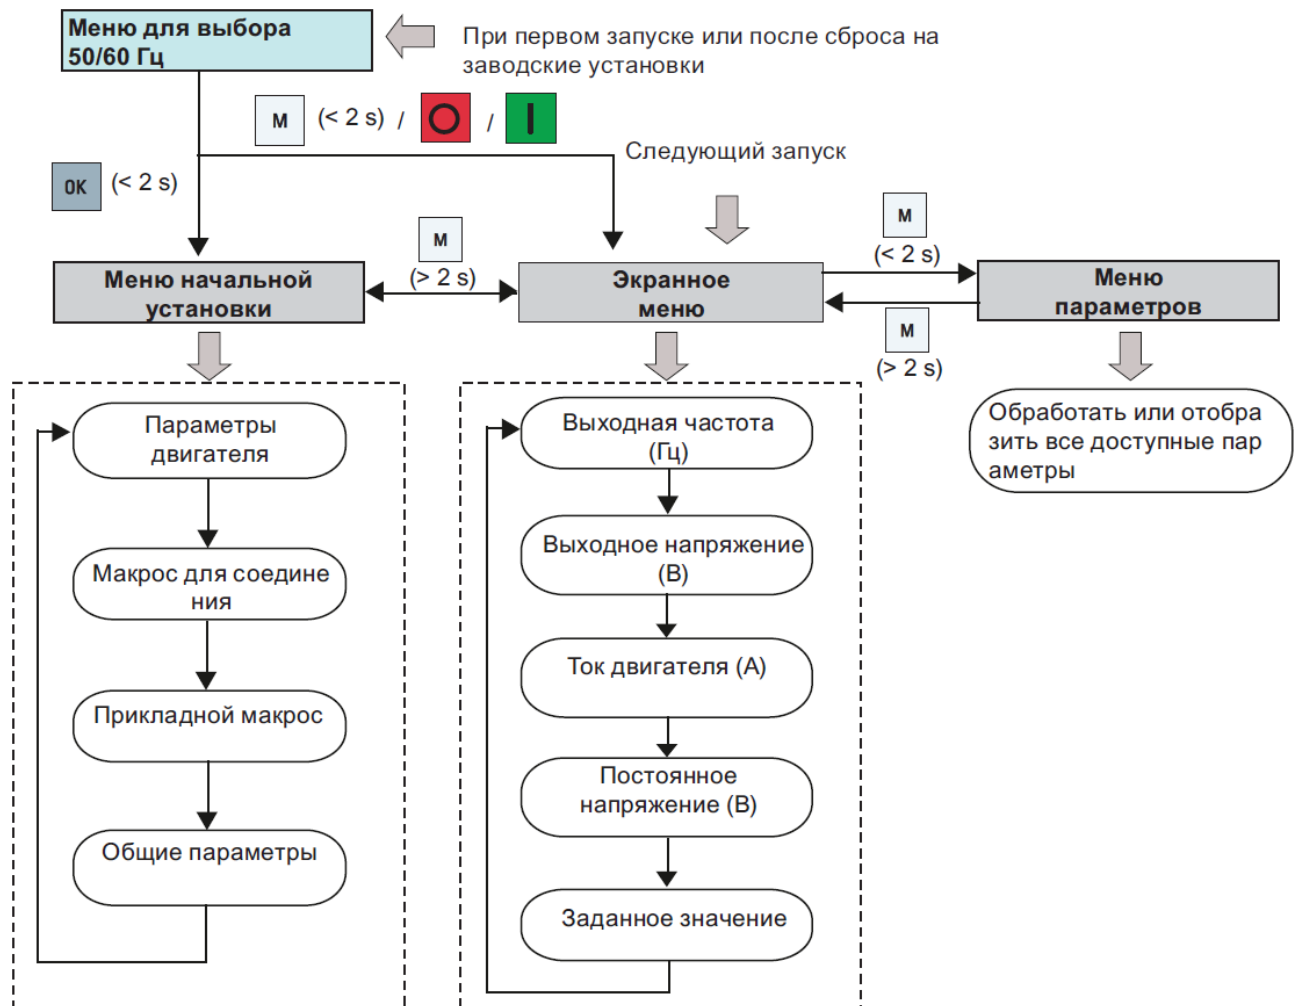 Меню для выбора
50/60 Гц
При первом запуске или после сброса на
заводские установки
M (< 2 s) / /
Следующий запуск
OK (< 2 s)
M
(> 2 s)
M
(< 2 s)
Меню начальной
установки
Экранное
меню
Меню
параметров
M
(> 2 s)
Параметры
двигателя
Макрос для соедине
ния
Прикладной макрос
Общие параметры
Выходная частота
(Гц)
Выходное напряжение
(В)
Ток двигателя (А)
Постоянное
напряжение (В)
Заданное значение
Обработать или отобра
зить все доступные пар
аметры